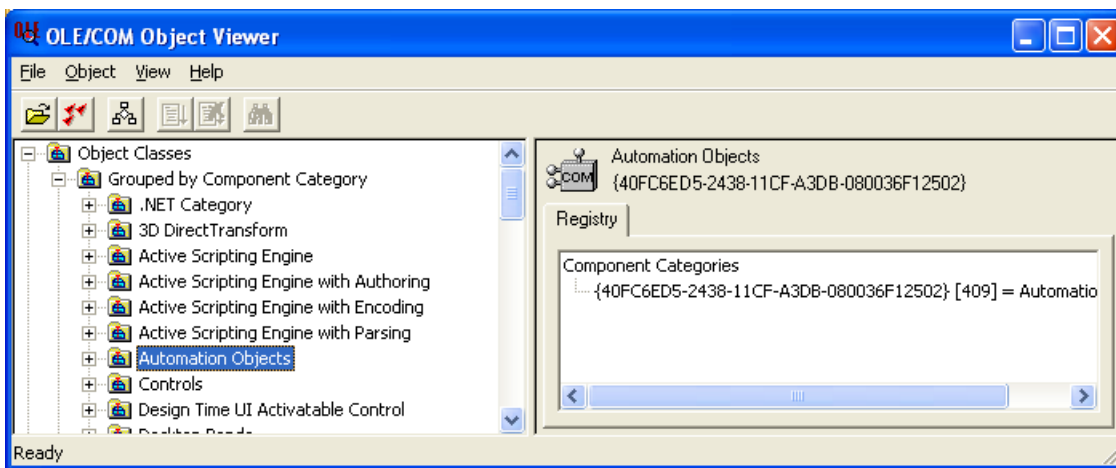 OLE/COM Object Viewer
File Object View Help
Object Classes
Grouped by Component Category
.NET Category
3D DirectTransform
Active Scripting Engine
Active Scripting Engine with Authoring
Active Scripting Engine with Encoding
Active Scripting Engine with Parsing
Automation Objects
Controls
Design Time UI Activatable Control
Automation Objects
{40FC6ED5-2438-11CF-A3DB-080036F12502}
COM
Registry
Component Categories
{40FC6ED5-2438-11CF-A3DB-080036F12502} [409] = Automatio
Ready